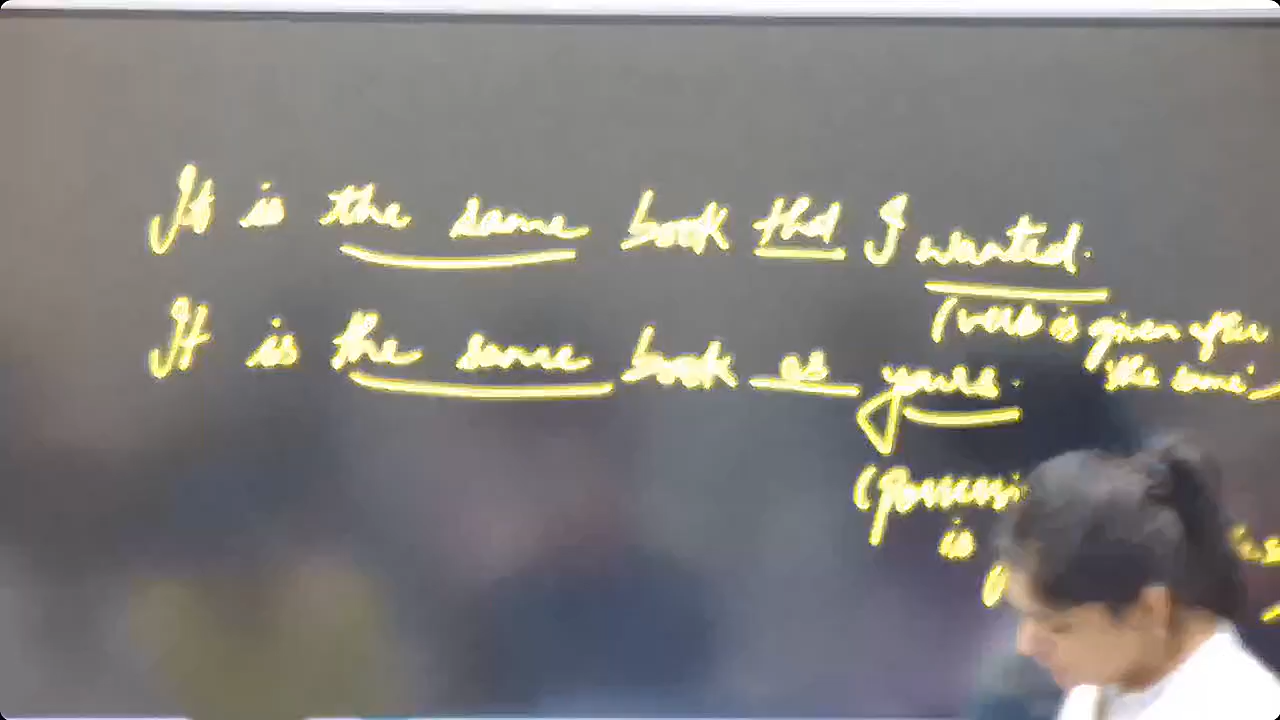 It is the same book that I wanted.
(verb is given after
the same
It is the same book as yours.
is